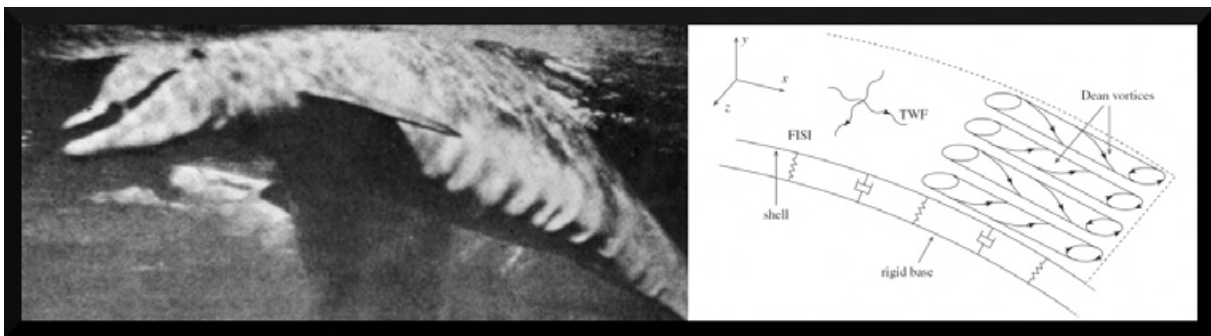 y
x
z
TWF
Dean vortices
FISI
shell
rigid base